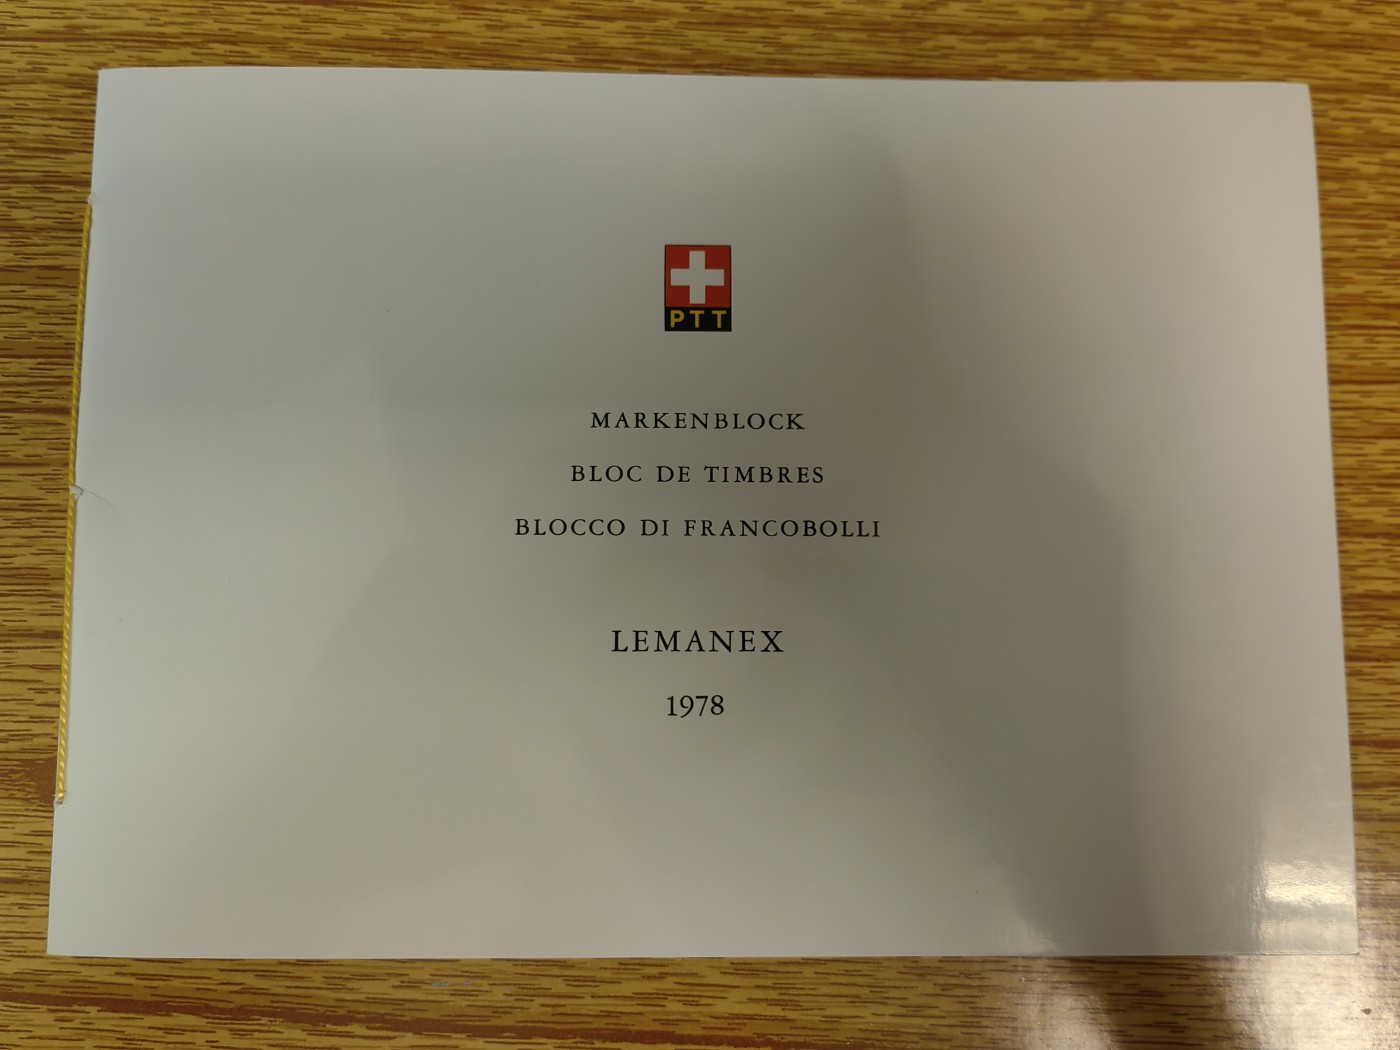 PTT
MARKENBLOCK
BLOC DE TIMBRES
BLOCCO DI FRANCOBOLLI
LEMANEX
1978